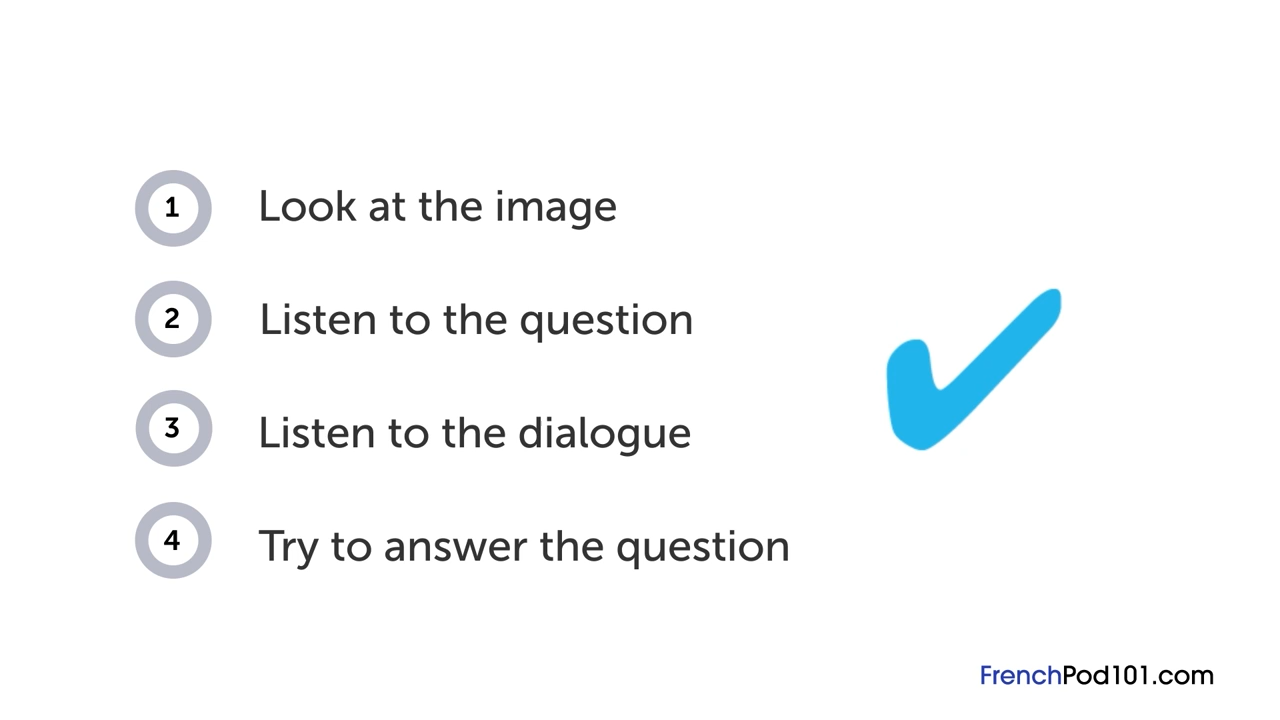 1 Look at the image
2 Listen to the question
3 Listen to the dialogue
4 Try to answer the question
FrenchPod101.com